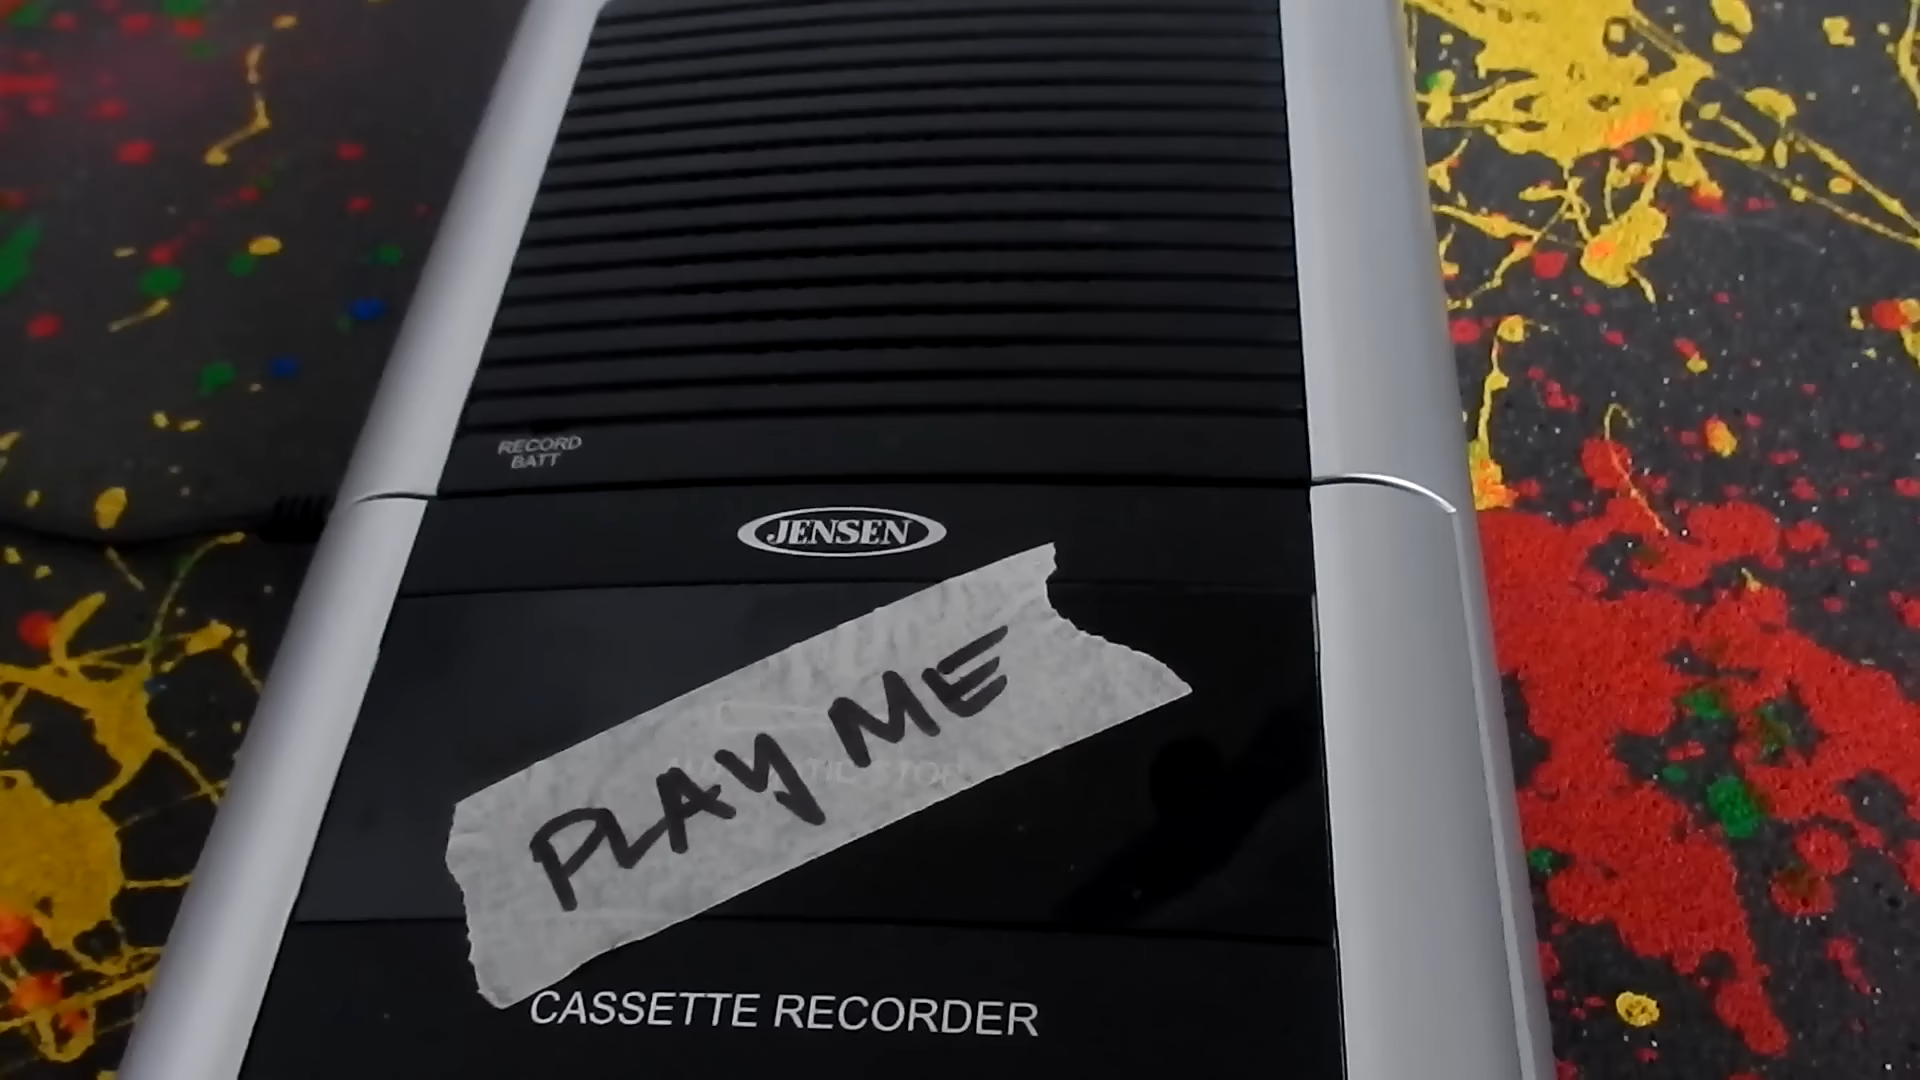 RECORD
BATT
JENSEN
PLAY ME
CASSETTE RECORDER